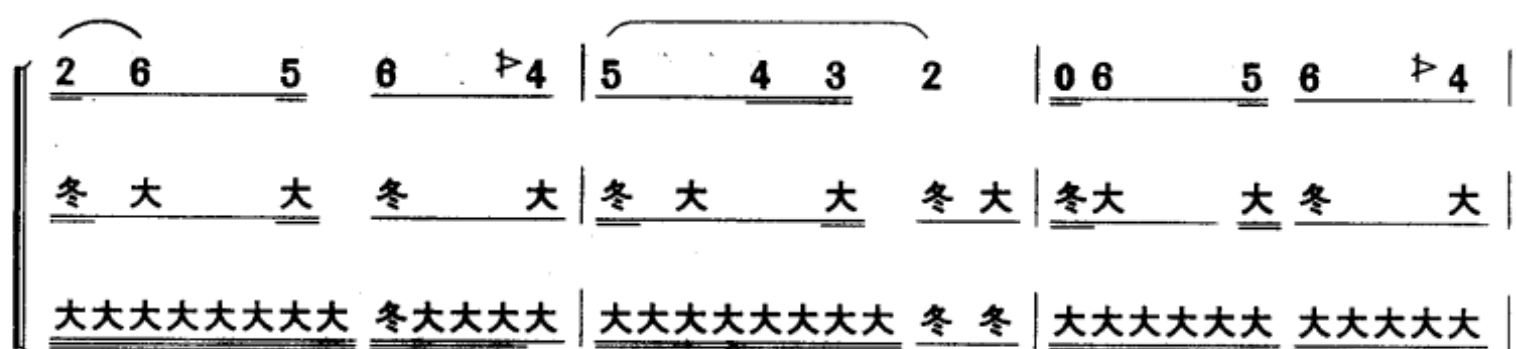 2 6 5 6 4 | 5 4 3 2 | 0 6 5 6 4 |
冬 大 大 冬 大 | 冬 大 大 冬 大 | 冬 大 大 冬 大 |
大大大大大大大大 冬大大大大 | 大大大大大大大大 冬 冬 | 大大大大大大 大大大大大 |